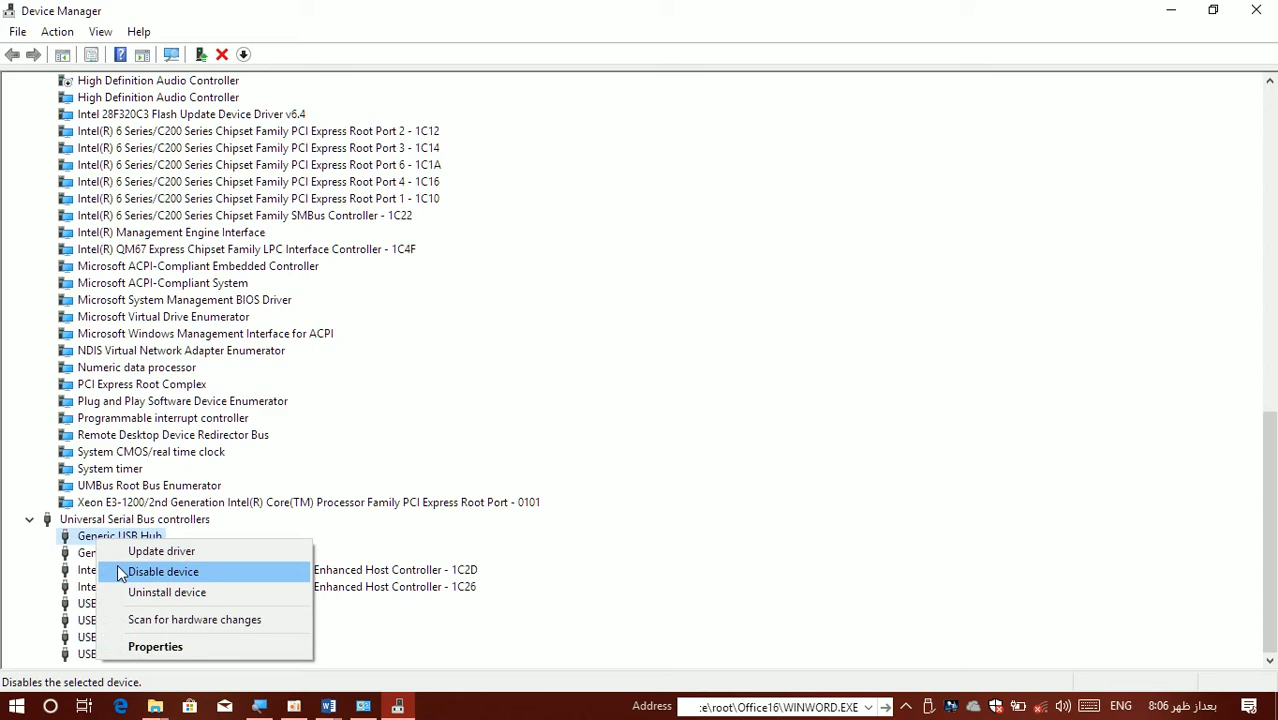 Device Manager
File Action View Help
High Definition Audio Controller
High Definition Audio Controller
Intel 28F320C3 Flash Update Device Driver v6.4
Intel(R) 6 Series/C200 Series Chipset Family PCI Express Root Port 2 - 1C12
Intel(R) 6 Series/C200 Series Chipset Family PCI Express Root Port 3 - 1C14
Intel(R) 6 Series/C200 Series Chipset Family PCI Express Root Port 6 - 1C1A
Intel(R) 6 Series/C200 Series Chipset Family PCI Express Root Port 4 - 1C16
Intel(R) 6 Series/C200 Series Chipset Family PCI Express Root Port 1 - 1C10
Intel(R) 6 Series/C200 Series Chipset Family SMBus Controller - 1C22
Intel(R) Management Engine Interface
Intel(R) QM67 Express Chipset Family LPC Interface Controller - 1C4F
Microsoft ACPI-Compliant Embedded Controller
Microsoft ACPI-Compliant System
Microsoft System Management BIOS Driver
Microsoft Virtual Drive Enumerator
Microsoft Windows Management Interface for ACPI
NDIS Virtual Network Adapter Enumerator
Numeric data processor
PCI Express Root Complex
Plug and Play Software Device Enumerator
Programmable interrupt controller
Remote Desktop Device Redirector Bus
System CMOS/real time clock
System timer
UMBus Root Bus Enumerator
Xeon E3-1200/2nd Generation Intel(R) Core(TM) Processor Family PCI Express Root Port - 0101
Universal Serial Bus controllers
Generic USB Hub
Gen
Update driver
Inte Enhanced Host Controller - 1C2D
Disable device
Inte Enhanced Host Controller - 1C26
Uninstall device
USB
USB
Scan for hardware changes
USB
USB
Properties
Disables the selected device.
Address :e\root\Office16\WINWORD.EXE ENG 8:06 بعداز ظهر